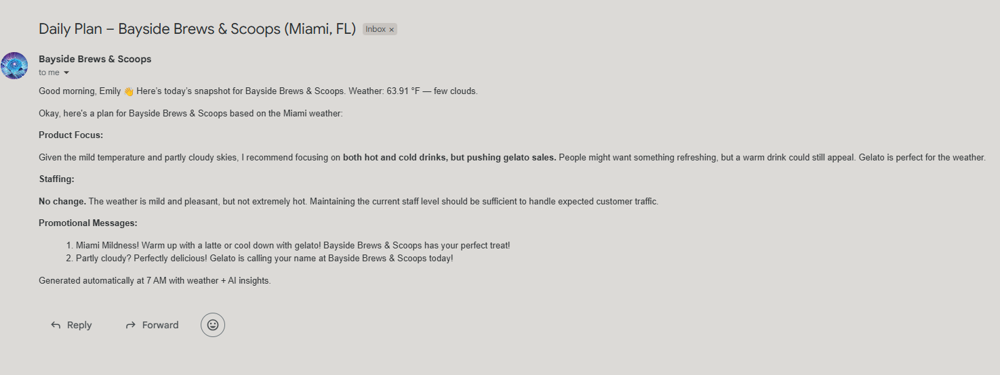 Daily Plan – Bayside Brews & Scoops (Miami, FL) Inbox ×
Bayside Brews & Scoops
to me
Good morning, Emily 👋 Here's today's snapshot for Bayside Brews & Scoops. Weather: 63.91 °F — few clouds.
Okay, here's a plan for Bayside Brews & Scoops based on the Miami weather:
Product Focus:
Given the mild temperature and partly cloudy skies, I recommend focusing on both hot and cold drinks, but pushing gelato sales. People might want something refreshing, but a warm drink could still appeal. Gelato is perfect for the weather.
Staffing:
No change. The weather is mild and pleasant, but not extremely hot. Maintaining the current staff level should be sufficient to handle expected customer traffic.
Promotional Messages:
1. Miami Mildness! Warm up with a latte or cool down with gelato! Bayside Brews & Scoops has your perfect treat!
2. Partly cloudy? Perfectly delicious! Gelato is calling your name at Bayside Brews & Scoops today!
Generated automatically at 7 AM with weather + AI insights.
Reply Forward